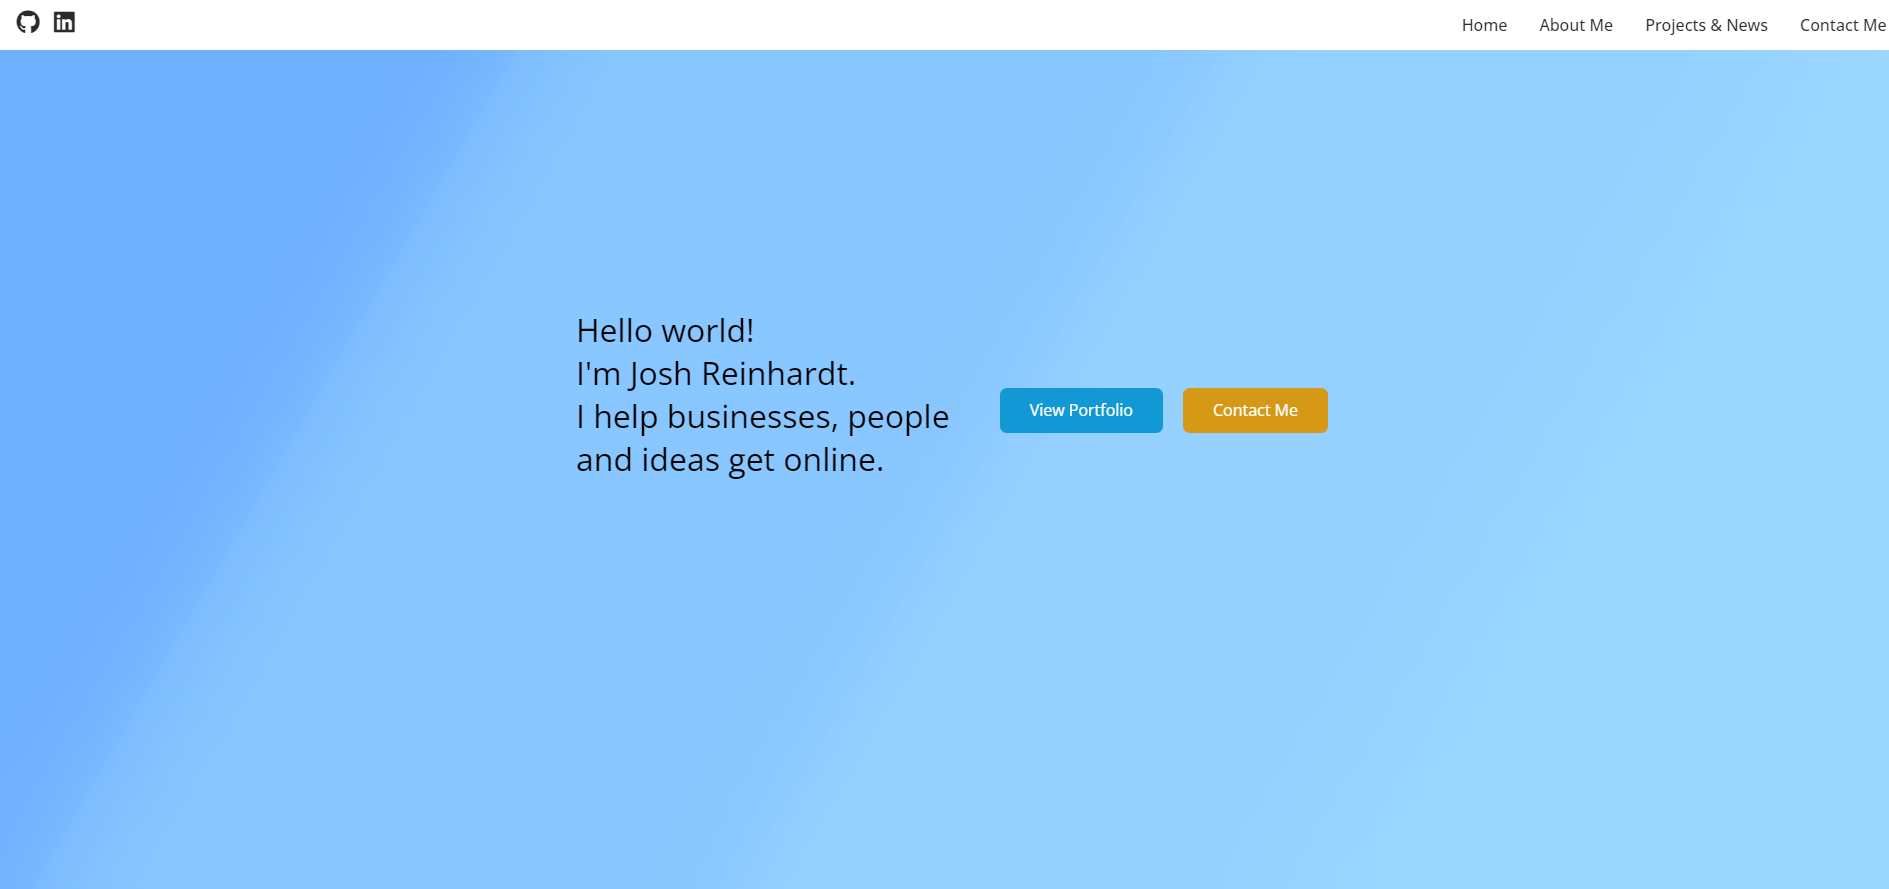 Home
About Me
Projects & News
Contact Me
Hello world!
I'm Josh Reinhardt.
I help businesses, people
and ideas get online.
View Portfolio
Contact Me